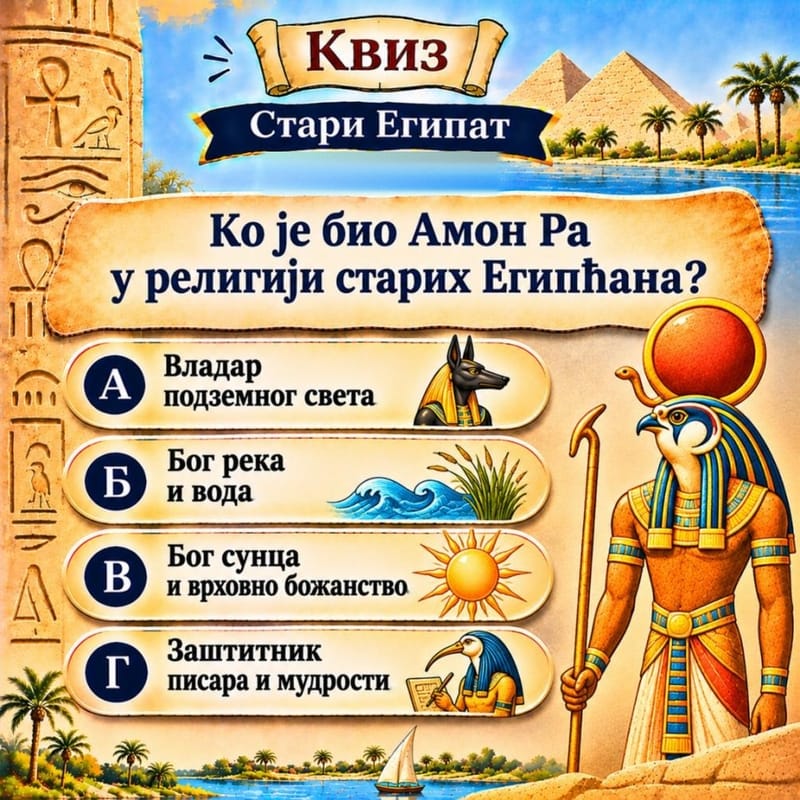 Квиз
Стари Египат
Ко је био Амон Ра
у религији старих Египћана?
А
Владар
подземног света
Б
Бог река
и вода
В
Бог сунца
и врховно божанство
Г
Заштитник
писара и мудрости